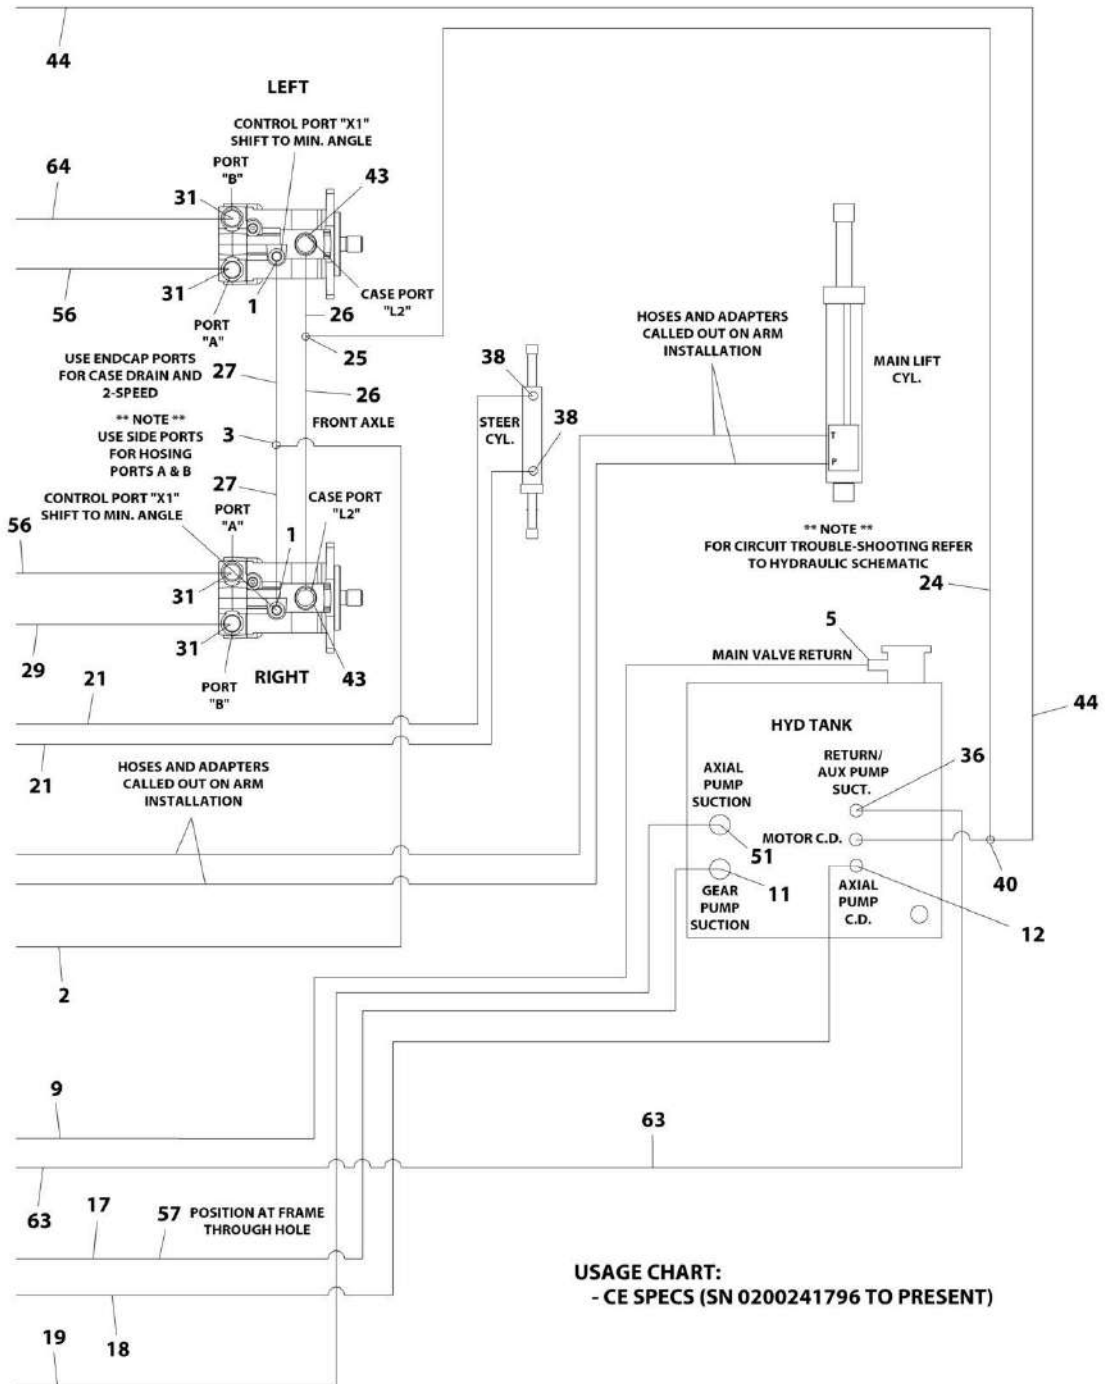 44
LEFT
CONTROL PORT "X1"
SHIFT TO MIN. ANGLE
64
PORT
"B"
31
43
31
56
1
CASE PORT
"L2"
26
PORT
"A"
25
HOSES AND ADAPTERS
CALLED OUT ON ARM
INSTALLATION
MAIN LIFT
CYL.
USE ENDCAP PORTS
FOR CASE DRAIN AND
2-SPEED
27
26
38
** NOTE **
USE SIDE PORTS
FOR HOSING
PORTS A & B
3
FRONT AXLE
STEER
CYL.
38
T
P
27
CONTROL PORT "X1"
SHIFT TO MIN. ANGLE
PORT
"A"
CASE PORT
"L2"
56
1
** NOTE **
FOR CIRCUIT TROUBLE-SHOOTING REFER
TO HYDRAULIC SCHEMATIC
24
31
31
29
5
MAIN VALVE RETURN
RIGHT
43
PORT
"B"
21
44
HYD TANK
21
HOSES AND ADAPTERS
CALLED OUT ON ARM
INSTALLATION
AXIAL
PUMP
SUCTION
RETURN/
AUX PUMP
SUCT.
36
MOTOR C.D.
51
40
GEAR
PUMP
SUCTION
11
AXIAL
PUMP
C.D.
12
2
9
63
63
17
57
POSITION AT FRAME
THROUGH HOLE
USAGE CHART:
- CE SPECS (SN 0200241796 TO PRESENT)
19
18